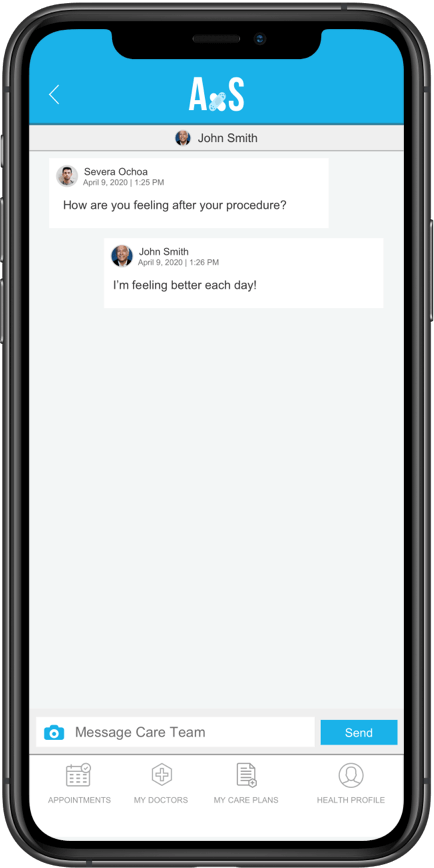 A S
John Smith
Severa Ochoa
April 9, 2020 | 1:25 PM
How are you feeling after your procedure?
John Smith
April 9, 2020 | 1:26 PM
I'm feeling better each day!
Message Care Team
Send
APPOINTMENTS MY DOCTORS MY CARE PLANS HEALTH PROFILE